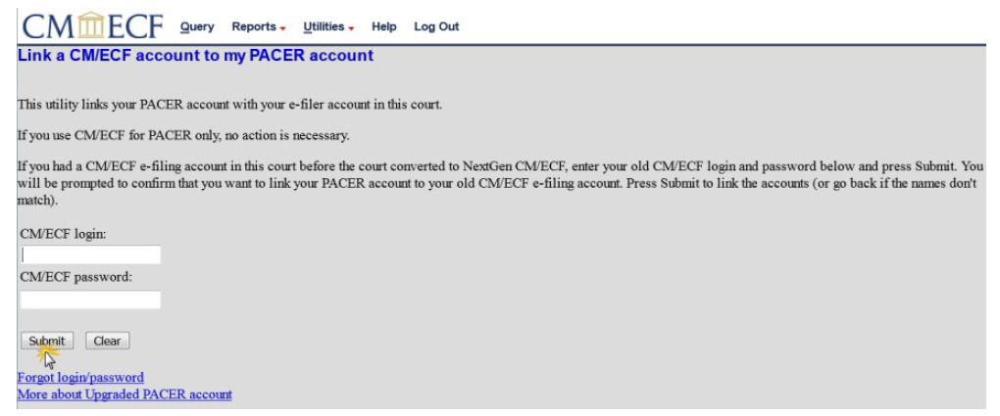 CM ECF Query Reports Utilities Help Log Out
Link a CM/ECF account to my PACER account
This utility links your PACER account with your e-filer account in this court.
If you use CM/ECF for PACER only, no action is necessary.
If you had a CM/ECF e-filing account in this court before the court converted to NextGen CM/ECF, enter your old CM/ECF login and password below and press Submit. You
will be prompted to confirm that you want to link your PACER account to your old CM/ECF e-filing account. Press Submit to link the accounts (or go back if the names don't
match).
CM/ECF login:
CM/ECF password:
Submit Clear
Forgot login/password
More about Upgraded PACER account